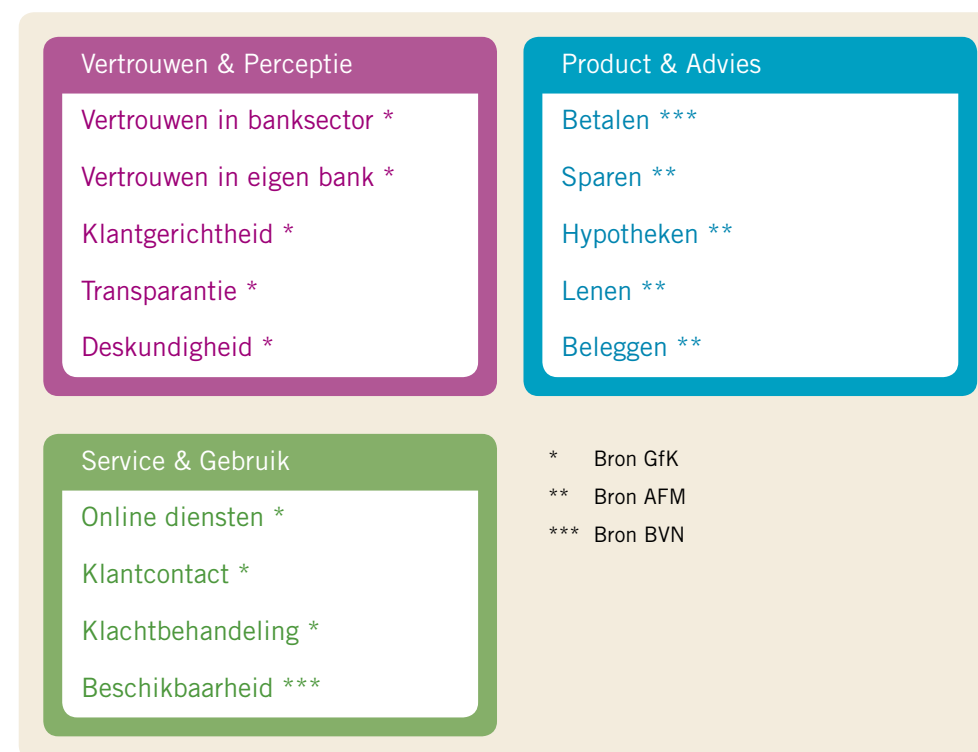 Vertrouwen & Perceptie
Vertrouwen in banksector *
Vertrouwen in eigen bank *
Klantgerichtheid *
Transparantie *
Deskundigheid *
Product & Advies
Betalen ***
Sparen **
Hypotheken **
Lenen **
Beleggen **
Service & Gebruik
Online diensten *
Klantcontact *
Klachtbehandeling *
Beschikbaarheid ***
* Bron GfK
** Bron AFM
*** Bron BVN